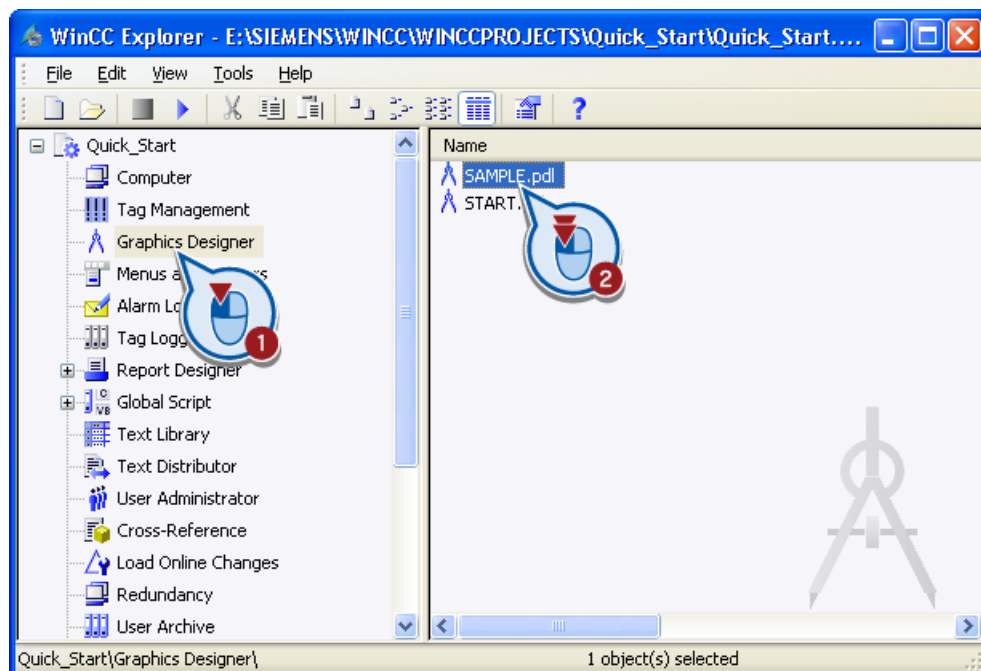 WinCC Explorer - E:\SIEMENS\WINCC\WINCCPROJECTS\Quick_Start\Quick_Start....
File Edit View Tools Help
Quick_Start
Computer
Tag Management
Graphics Designer
Menus
Alarm
Tag
Report Designer
Global Script
Text Library
Text Distributor
User Administrator
Cross-Reference
Load Online Changes
Redundancy
User Archive
Name
SAMPLE.pdl
START.
1
2
Quick_Start\Graphics Designer\ 1 object(s) selected